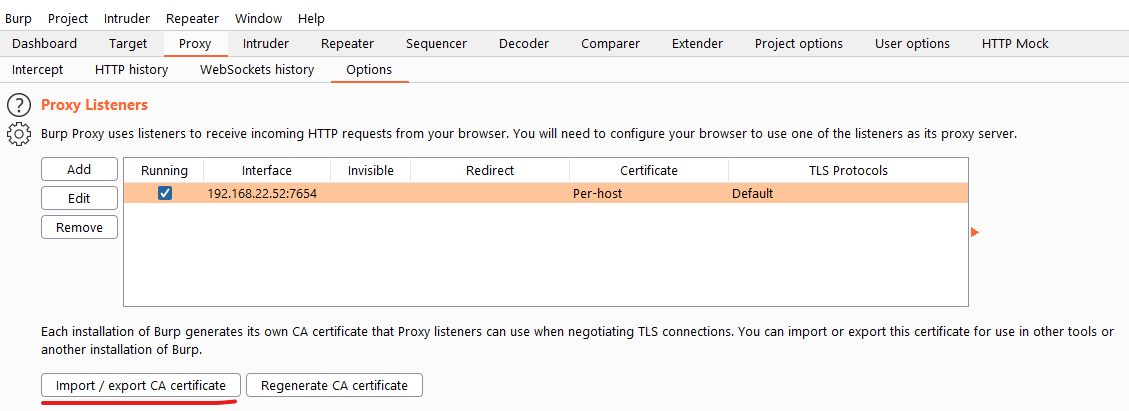 Burp Project Intruder Repeater Window Help
Dashboard Target Proxy Intruder Repeater Sequencer Decoder Comparer Extender Project options User options HTTP Mock
Intercept HTTP history WebSockets history Options
? Proxy Listeners
Burp Proxy uses listeners to receive incoming HTTP requests from your browser. You will need to configure your browser to use one of the listeners as its proxy server.
Add Running Interface Invisible Redirect Certificate TLS Protocols
Edit 192.168.22.52:7654 Per-host Default
Remove
Each installation of Burp generates its own CA certificate that Proxy listeners can use when negotiating TLS connections. You can import or export this certificate for use in other tools or
another installation of Burp.
Import / export CA certificate Regenerate CA certificate